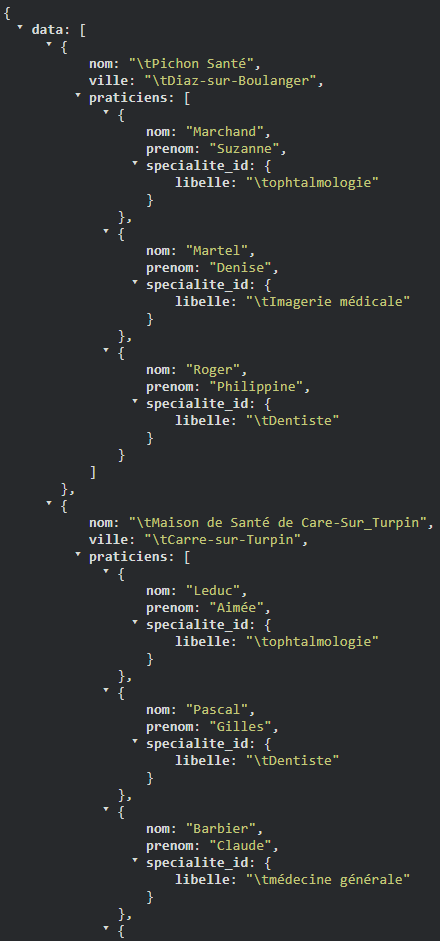 {
data: [
{
nom: "\tPichon Santé",
ville: "\tDiaz-sur-Boulanger",
praticiens: [
{
nom: "Marchand",
prenom: "Suzanne",
specialite_id: {
libelle: "\tophtalmologie"
}
},
{
nom: "Martel",
prenom: "Denise",
specialite_id: {
libelle: "\tImagerie médicale"
}
},
{
nom: "Roger",
prenom: "Philippine",
specialite_id: {
libelle: "\tDentiste"
}
}
]
},
{
nom: "\tMaison de Santé de Care-Sur_Turpin",
ville: "\tCarre-sur-Turpin",
praticiens: [
{
nom: "Leduc",
prenom: "Aimée",
specialite_id: {
libelle: "\tophtalmologie"
}
},
{
nom: "Pascal",
prenom: "Gilles",
specialite_id: {
libelle: "\tDentiste"
}
},
{
nom: "Barbier",
prenom: "Claude",
specialite_id: {
libelle: "\tmédecine générale"
}
},
{